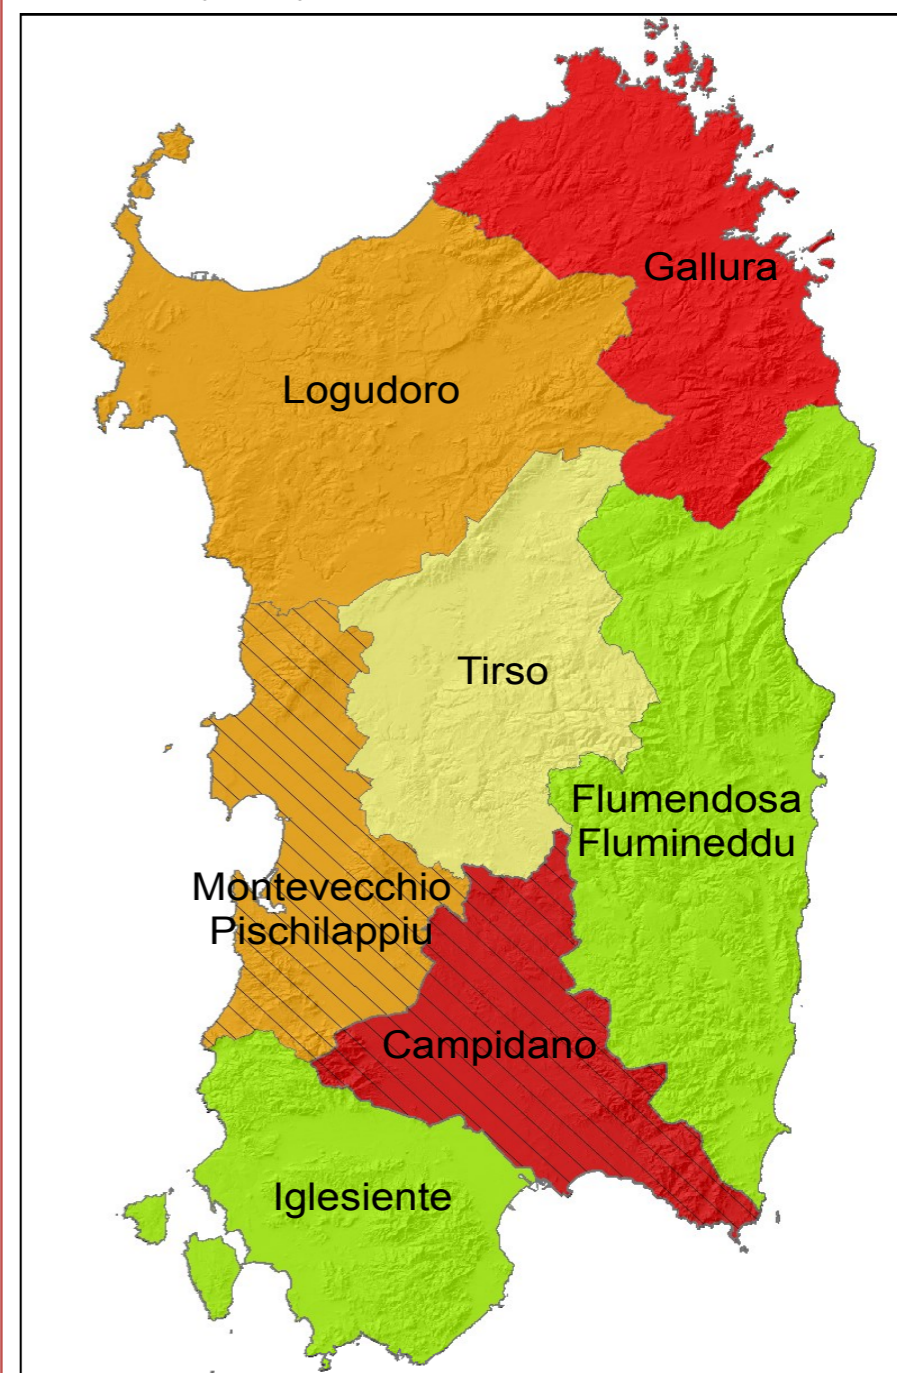 Gallura
Logudoro
Tirso
Flumendosa
Flumineddu
Montevecchio
Pischilappiu
Campidano
Iglesiente